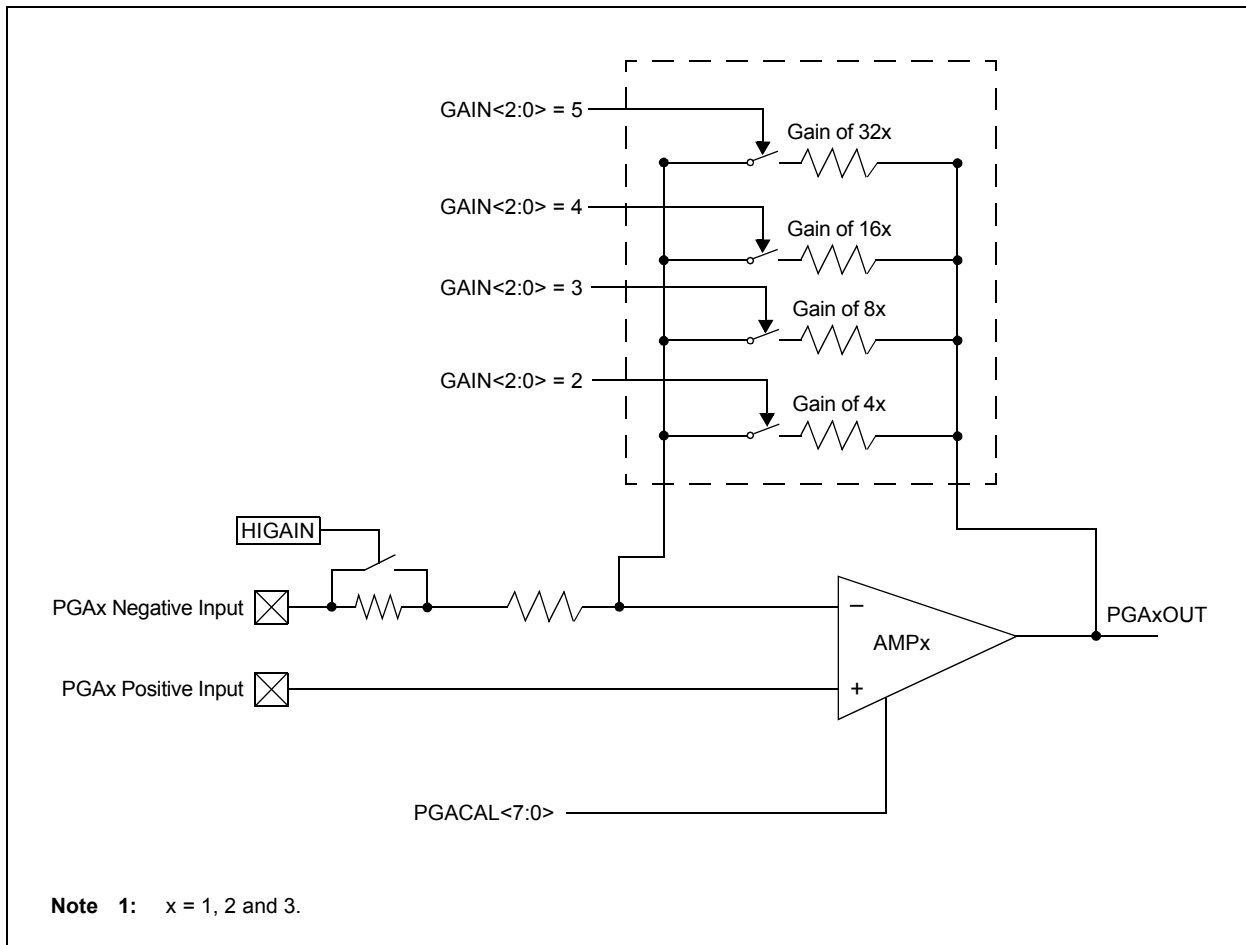 GAIN<2:0> = 5
Gain of 32x
GAIN<2:0> = 4
Gain of 16x
GAIN<2:0> = 3
Gain of 8x
GAIN<2:0> = 2
Gain of 4x
HIGAIN
PGAx Negative Input
–
PGAxOUT
AMPx
PGAx Positive Input
+
PGACAL<7:0>
Note 1: x = 1, 2 and 3.